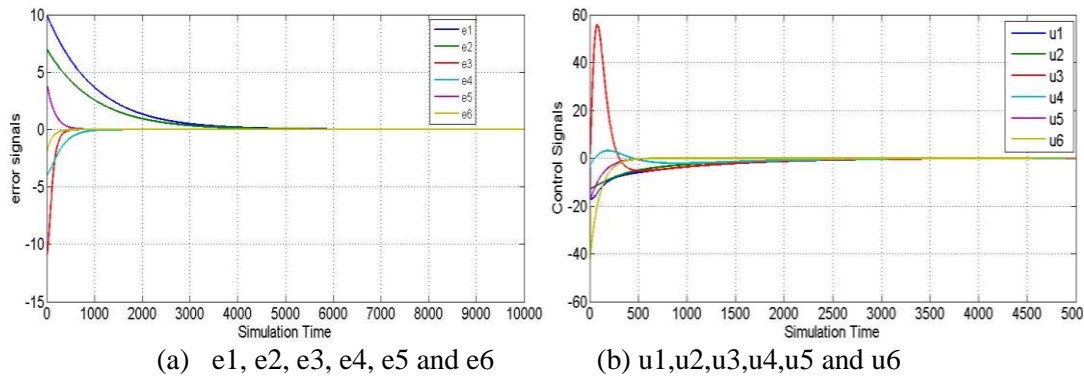 10
5
0
-5
-10
-15
error signals
0 1000 2000 3000 4000 5000 6000 7000 8000 9000 10000
Simulation Time
e1
e2
e3
e4
e5
e6
60
40
20
0
-20
-40
-60
Control Signals
0 500 1000 1500 2000 2500 3000 3500 4000 4500 500
Simulation Time
u1
u2
u3
u4
u5
u6
(a) e1, e2, e3, e4, e5 and e6
(b) u1,u2,u3,u4,u5 and u6